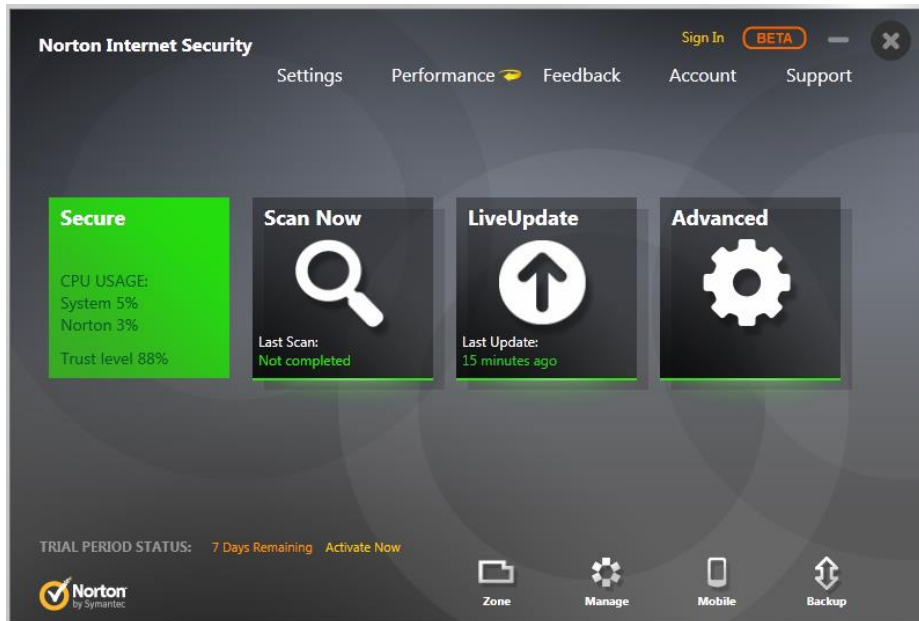 Norton Internet Security
Sign In
BETA
Settings
Performance
Feedback
Account
Support
Secure
CPU USAGE:
System 5%
Norton 3%
Trust level 88%
Scan Now
Last Scan:
Not completed
LiveUpdate
Last Update:
15 minutes ago
Advanced
TRIAL PERIOD STATUS: 7 Days Remaining Activate Now
Norton
by Symantec
Zone
Manage
Mobile
Backup